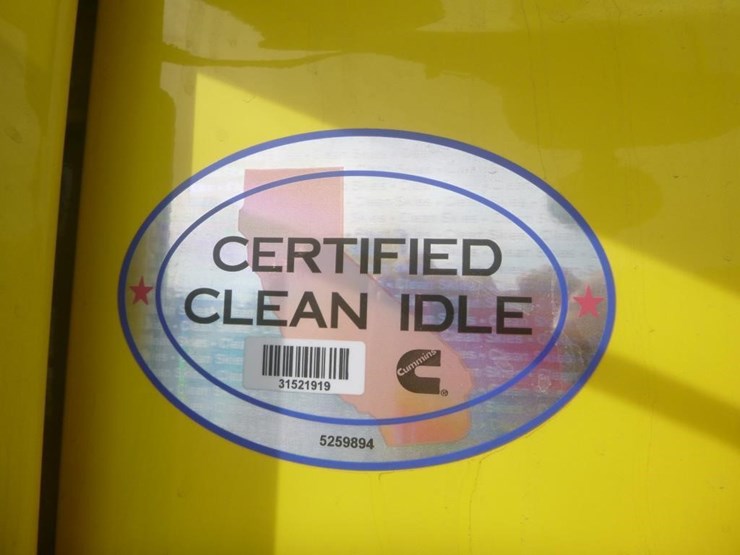 CERTIFIED
CLEAN IDLE
31521919
Cummins
®
5259894